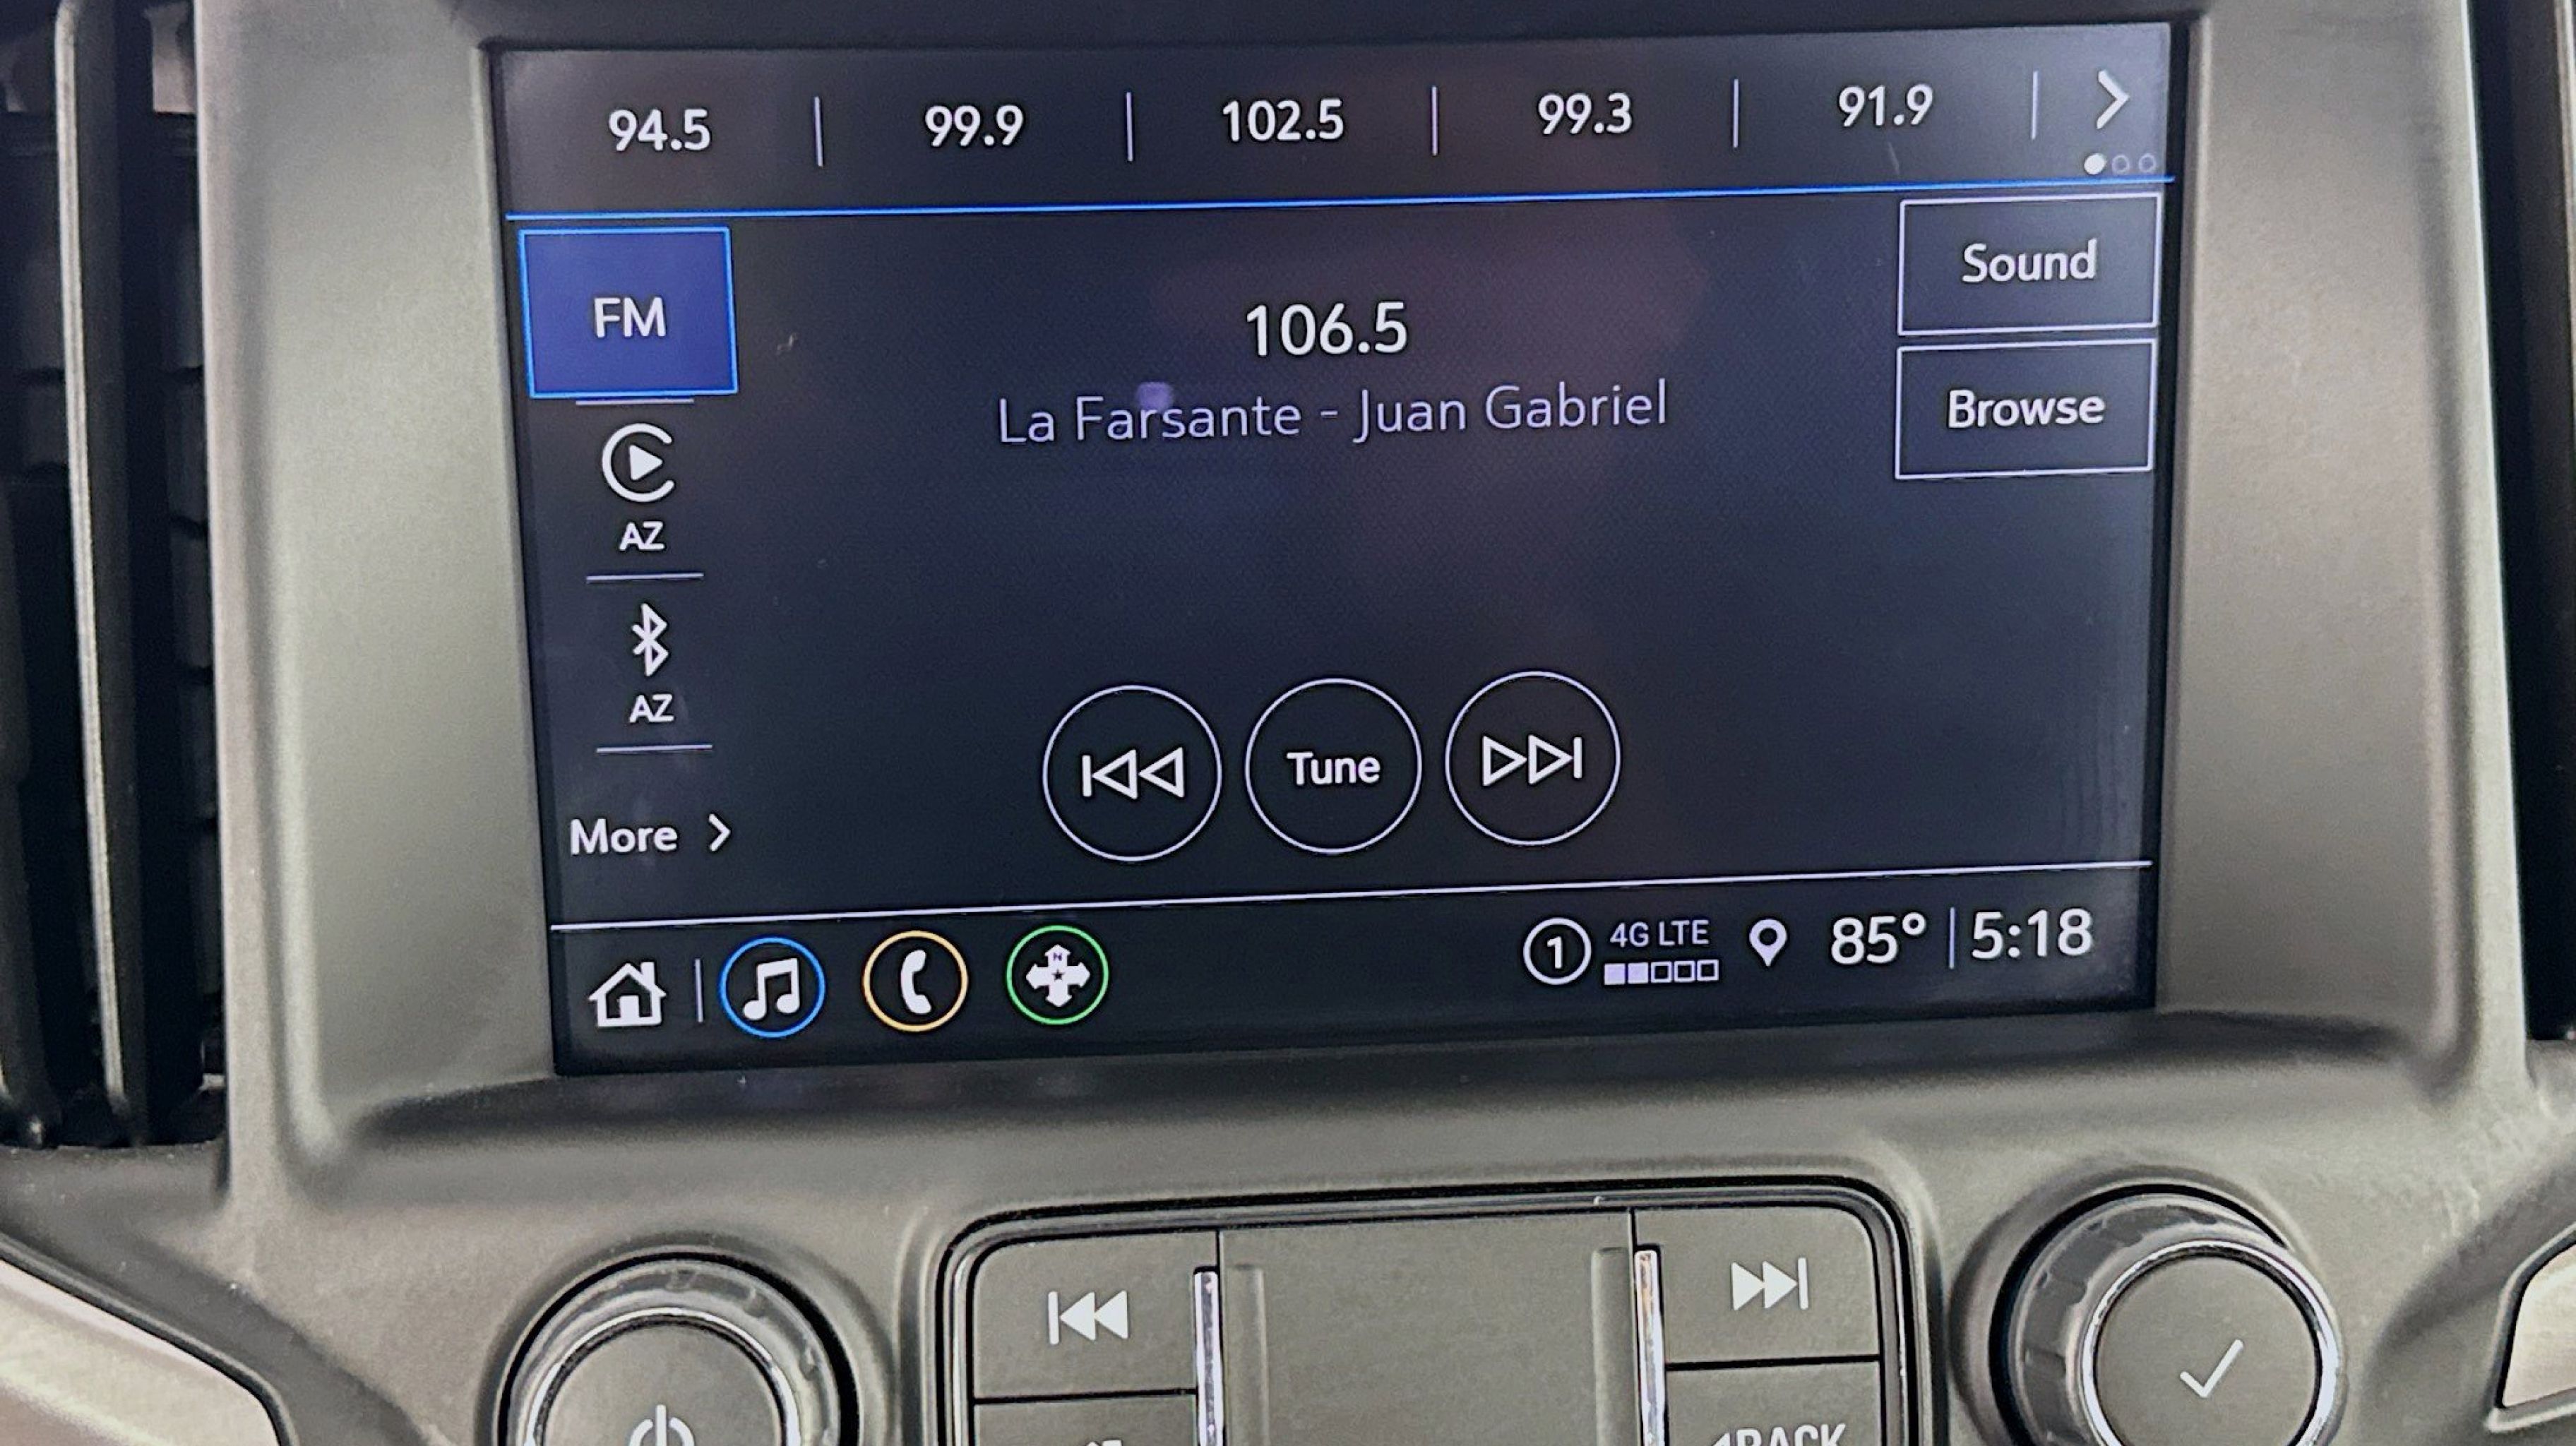 94.5 | 99.9 | 102.5 | 99.3 | 91.9 |
FM
106.5
La Farsante - Juan Gabriel
Sound
Browse
AZ
AZ
More
Tune
N
1
4G LTE
85° | 5:18
BACK